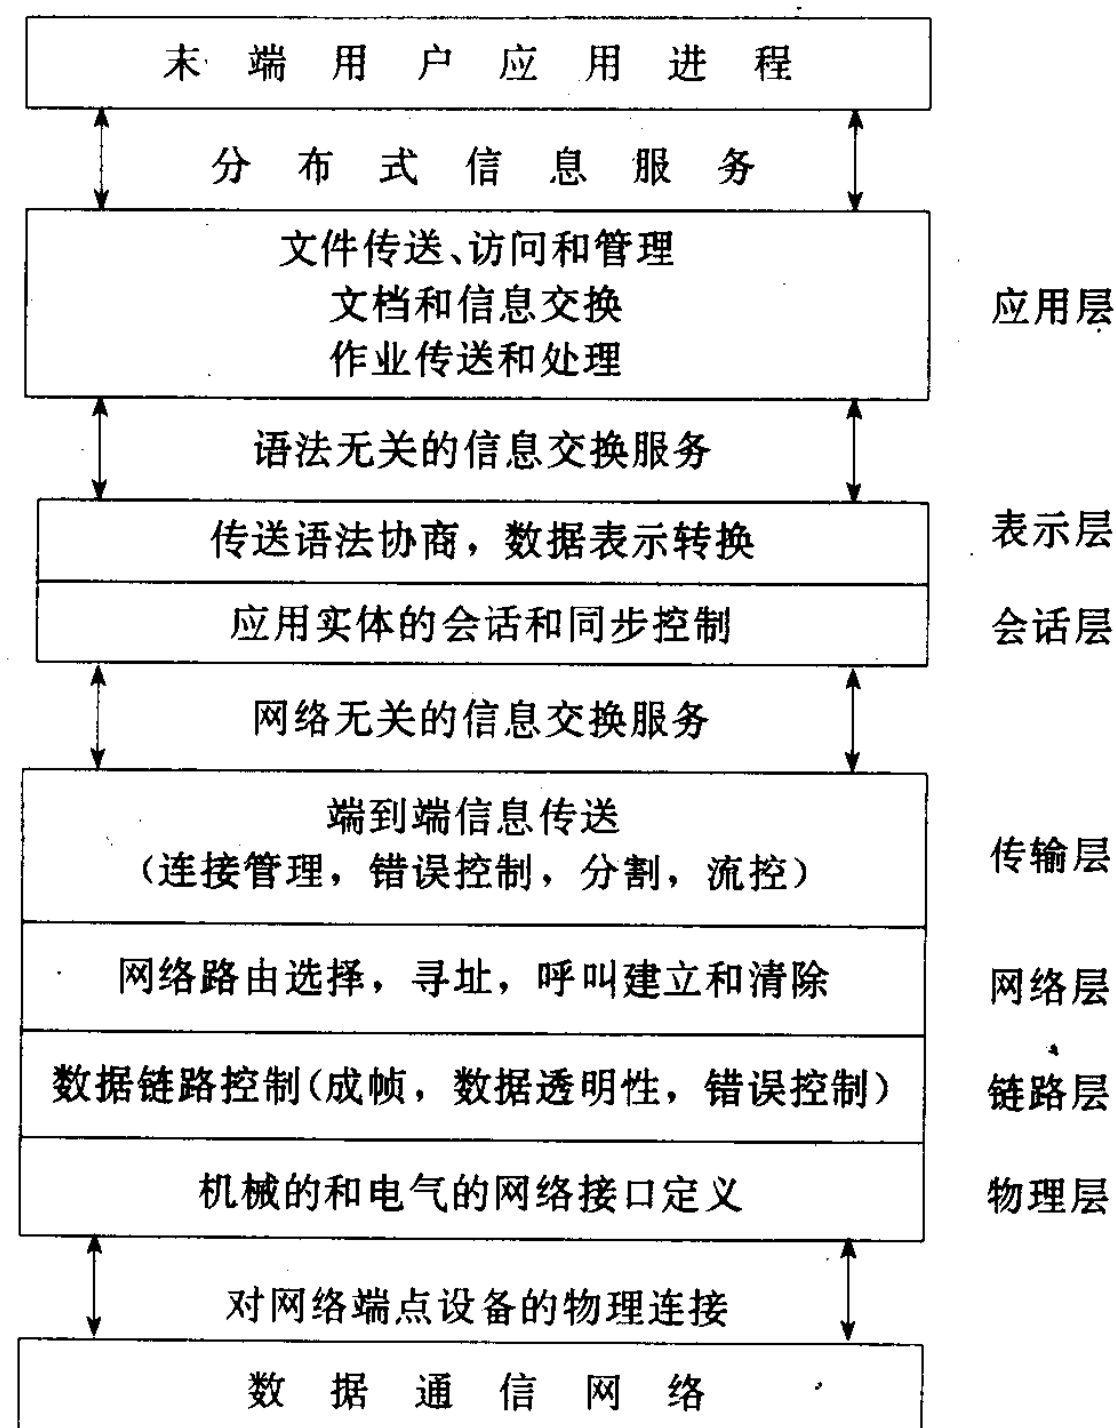 末端用户应用进程
分布式信息服务
文件传送、访问和管理
文档和信息交换
作业传送和处理
应用层
语法无关的信息交换服务
传送语法协商，数据表示转换
表示层
应用实体的会话和同步控制
会话层
网络无关的信息交换服务
端到端信息传送
（连接管理，错误控制，分割，流控）
传输层
网络路由选择，寻址，呼叫建立和清除
网络层
数据链路控制（成帧，数据透明性，错误控制）
链路层
机械的和电气的网络接口定义
物理层
对网络端点设备的物理连接
数据通信网络